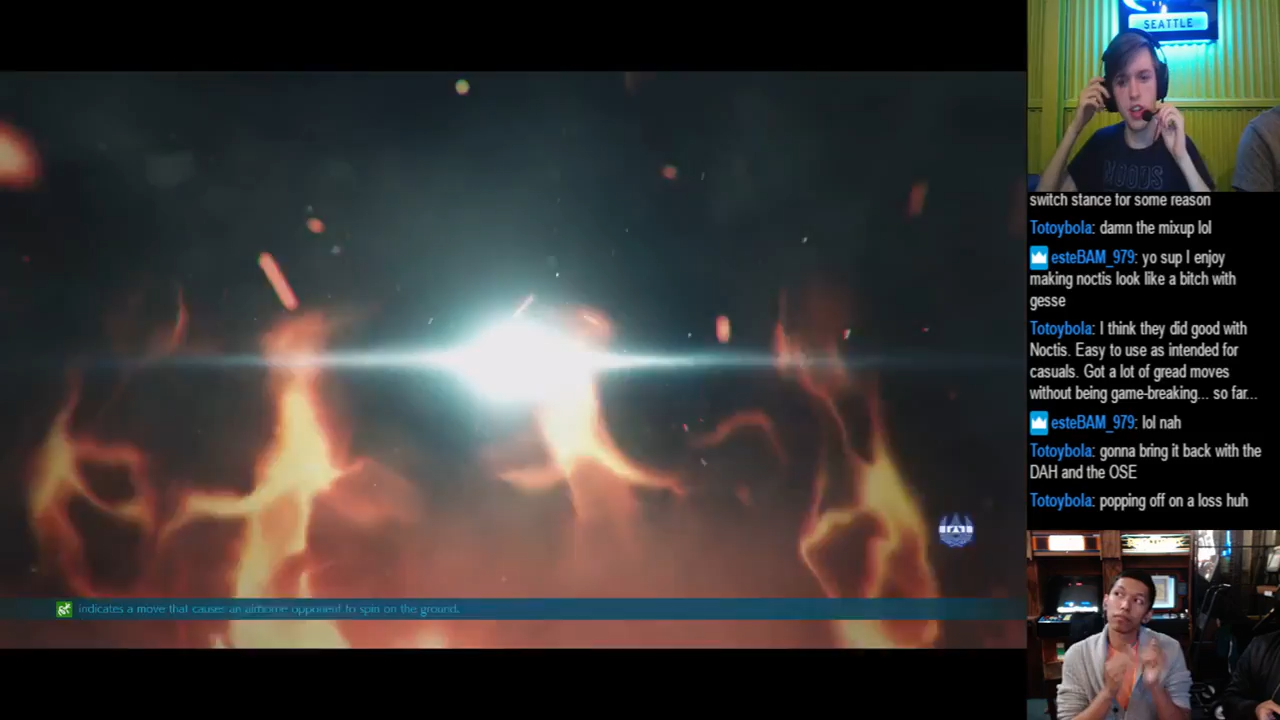 SEATTLE
NOCTIS
switch stance for some reason
Totoybola: damn the mixup lol
esteBAM_979: yo sup I enjoy
making noctis look like a bitch with
gesse
Totoybola: I think they did good with
Noctis. Easy to use as intended for
casuals. Got a lot of gread moves
without being game-breaking... so far...
esteBAM_979: lol nah
Totoybola: gonna bring it back with the
DAH and the OSE
Totoybola: popping off on a loss huh
indicates a move that causes an airborne opponent to spin on the ground.